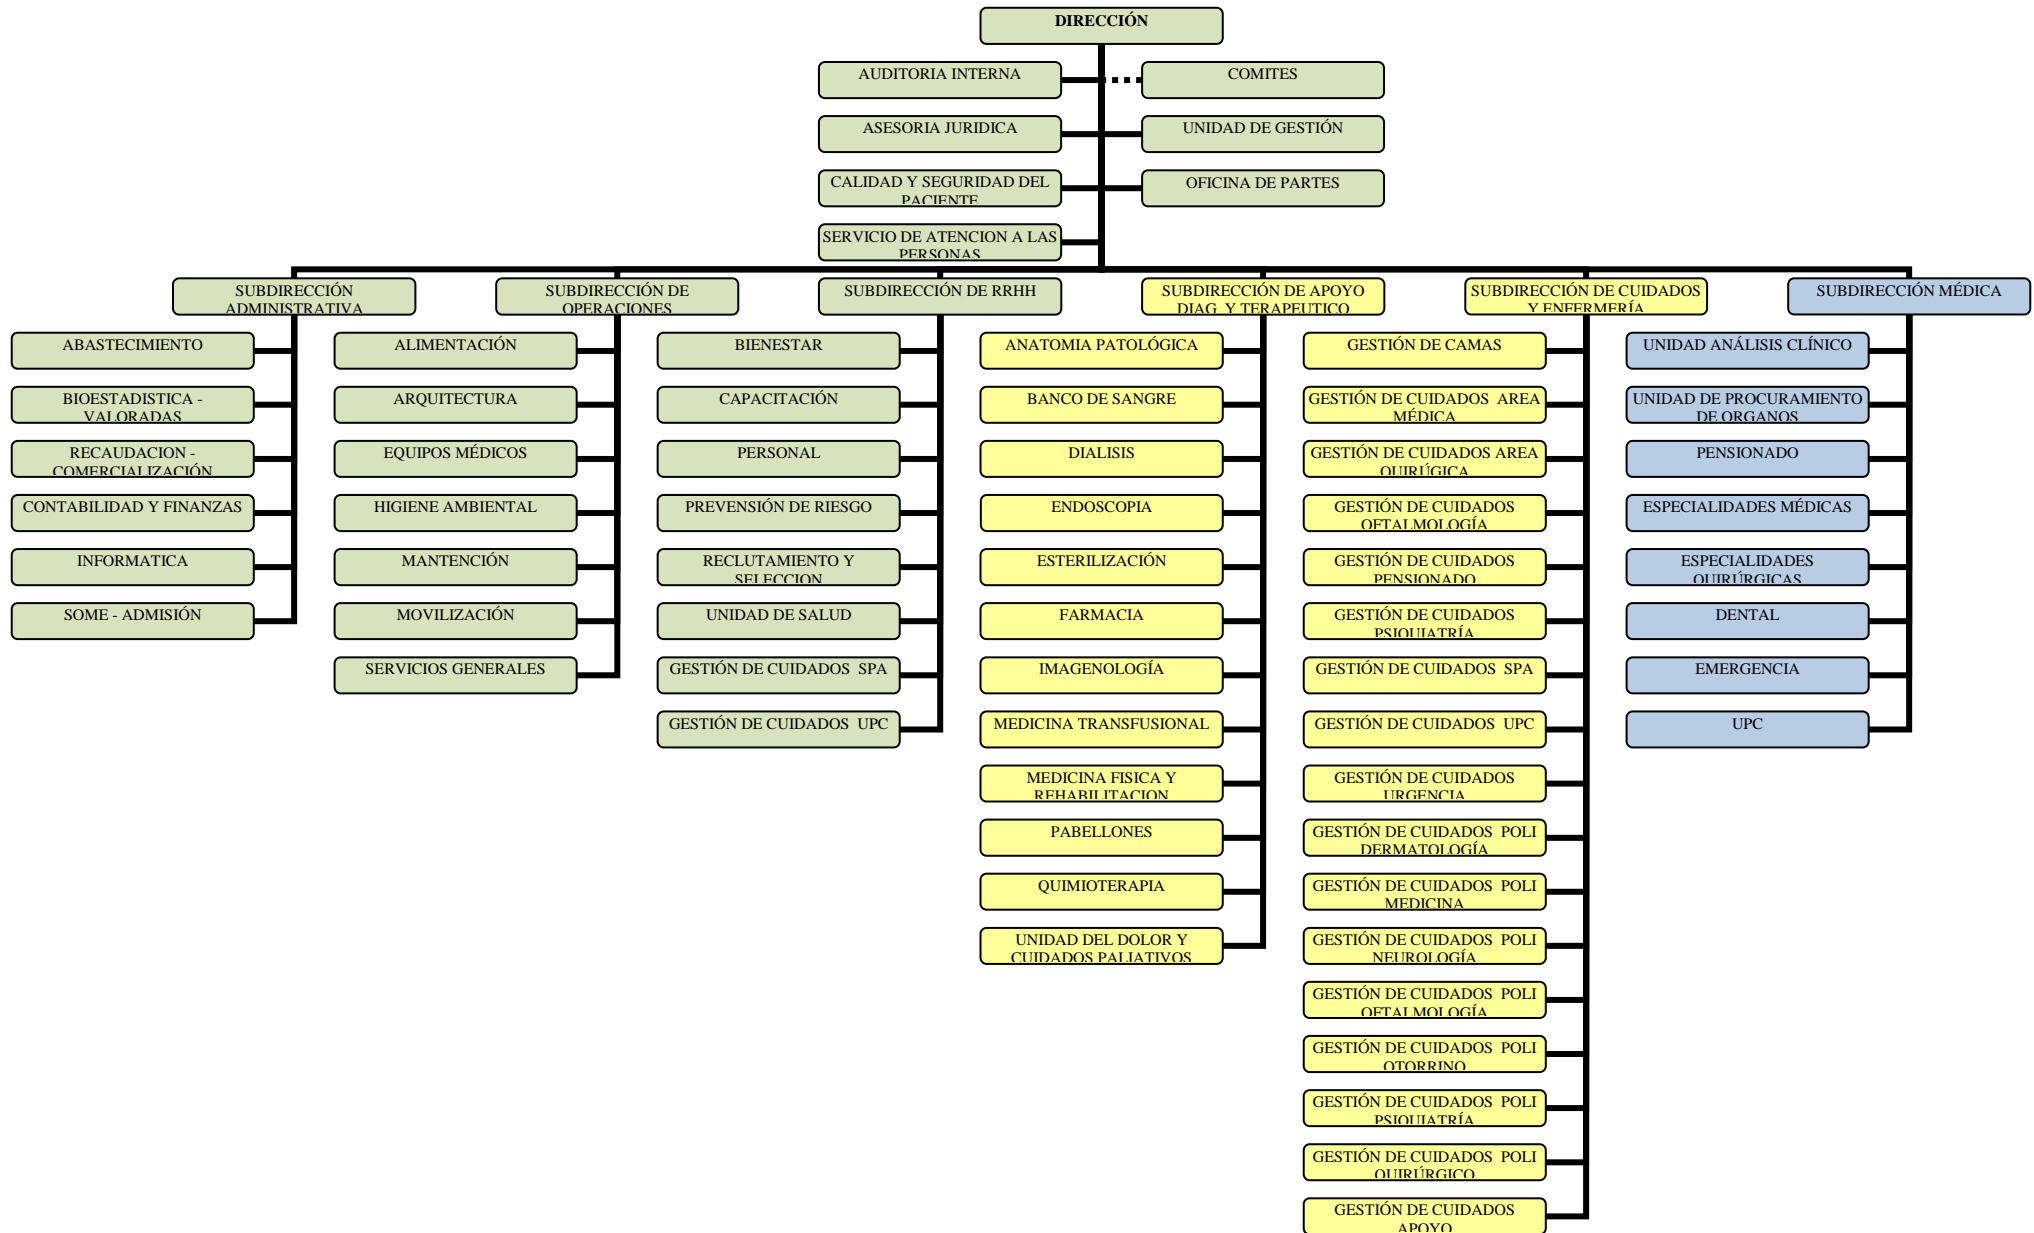 DIRECCIÓN
AUDITORIA INTERNA
COMITES
ASESORIA JURIDICA
UNIDAD DE GESTIÓN
CALIDAD Y SEGURIDAD DEL
PACIENTE
OFICINA DE PARTES
SERVICIO DE ATENCION A LAS
PERSONAS
SUBDIRECCIÓN
ADMINISTRATIVA
ABASTECIMIENTO
BIOESTADISTICA -
VALORADAS
RECAUDACION -
COMERCIALIZACIÓN
CONTABILIDAD Y FINANZAS
INFORMATICA
SOME - ADMISIÓN
SUBDIRECCIÓN DE
OPERACIONES
ALIMENTACIÓN
ARQUITECTURA
EQUIPOS MÉDICOS
HIGIENE AMBIENTAL
MANTENCIÓN
MOVILIZACIÓN
SERVICIOS GENERALES
SUBDIRECCIÓN DE RRHH
BIENESTAR
CAPACITACIÓN
PERSONAL
PREVENSIÓN DE RIESGO
RECLUTAMIENTO Y
SELECCION
UNIDAD DE SALUD
GESTIÓN DE CUIDADOS SPA
GESTIÓN DE CUIDADOS UPC
SUBDIRECCIÓN DE APOYO
DIAG Y TERAPEUTICO
ANATOMIA PATOLÓGICA
BANCO DE SANGRE
DIALISIS
ENDOSCOPIA
ESTERILIZACIÓN
FARMACIA
IMAGENOLOGÍA
MEDICINA TRANSFUSIONAL
MEDICINA FISICA Y
REHABILITACION
PABELLONES
QUIMIOTERAPIA
UNIDAD DEL DOLOR Y
CUIDADOS PALIATIVOS
SUBDIRECCIÓN DE CUIDADOS
Y ENFERMERÍA
GESTIÓN DE CAMAS
GESTIÓN DE CUIDADOS AREA
MÉDICA
GESTIÓN DE CUIDADOS AREA
QUIRÚGICA
GESTIÓN DE CUIDADOS
OFTALMOLOGÍA
GESTIÓN DE CUIDADOS
PENSIONADO
GESTIÓN DE CUIDADOS
PSIQUIATRÍA
GESTIÓN DE CUIDADOS SPA
GESTIÓN DE CUIDADOS UPC
GESTIÓN DE CUIDADOS
URGENCIA
GESTIÓN DE CUIDADOS POLI
DERMATOLOGÍA
GESTIÓN DE CUIDADOS POLI
MEDICINA
GESTIÓN DE CUIDADOS POLI
NEUROLOGÍA
GESTIÓN DE CUIDADOS POLI
OFTALMOLOGÍA
GESTIÓN DE CUIDADOS POLI
OTORRINO
GESTIÓN DE CUIDADOS POLI
PSIQUIATRÍA
GESTIÓN DE CUIDADOS POLI
QUIRÚRGICO
GESTIÓN DE CUIDADOS
APOYO
SUBDIRECCIÓN MÉDICA
UNIDAD ANÁLISIS CLÍNICO
UNIDAD DE PROCURAMIENTO
DE ORGANOS
PENSIONADO
ESPECIALIDADES MÉDICAS
ESPECIALIDADES
QUIRÚRGICAS
DENTAL
EMERGENCIA
UPC